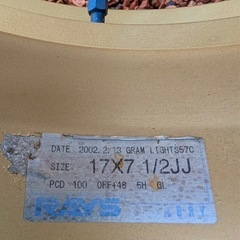 DATE 2002.2.13 GRAM LIGHTS57C
SIZE 17X7 1/2JJ
PCD 100 OFF+48 5H GL
RAYS